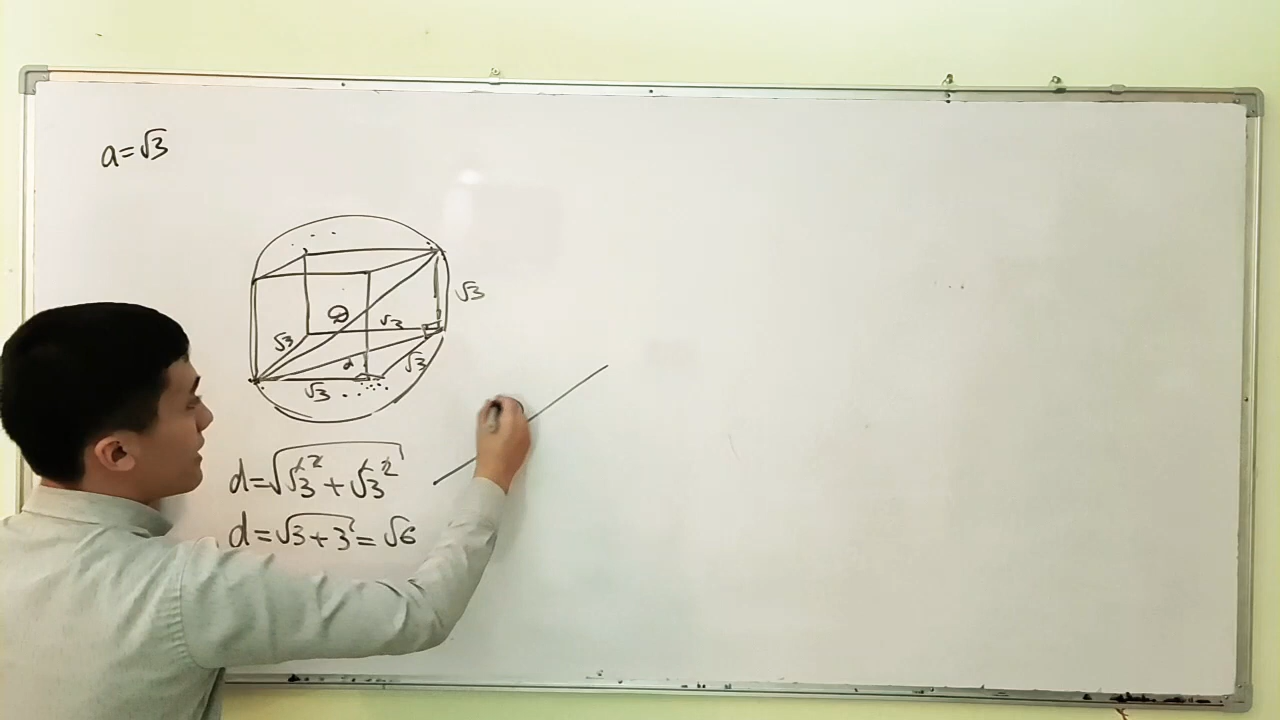 a=√3
√3
D
√3
√3
d
√3
√3
d=√(√3² + √3²)
d=√3+3 = √6